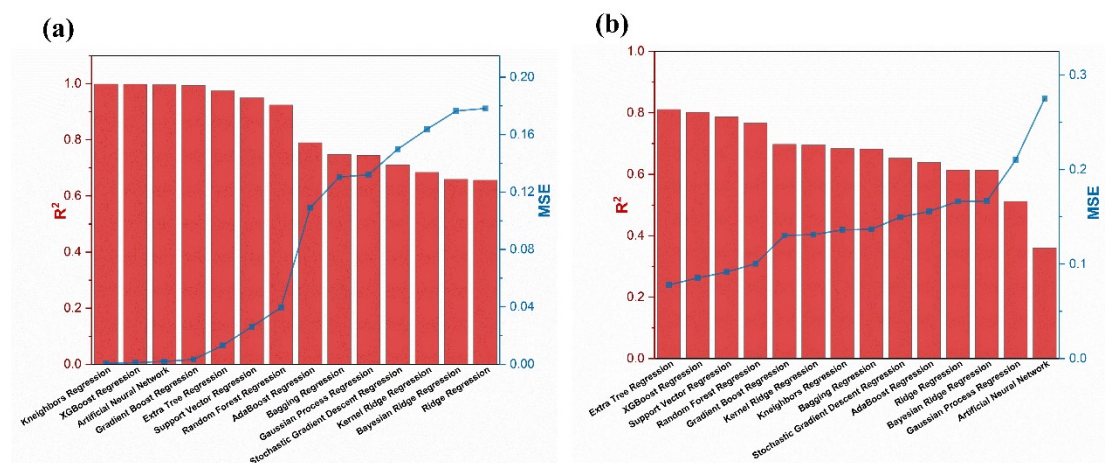 (a)
1.0
0.8
0.6
0.4
0.2
0.0
R²
0.20
0.16
0.12
0.08
0.04
0.00
MSE
Kneighbors Regression
XGBoost Regression
Artificial Neural Network
Gradient Boost Regression
Extra Tree Regression
Support Vector Regression
Random Forest Regression
AdaBoost Regression
Bagging Regression
Gaussian Process Regression
Stochastic Gradient Descent Regression
Kernel Ridge Regression
Bayesian Ridge Regression
Ridge Regression
(b)
1.0
0.8
0.6
0.4
0.2
0.0
R²
0.3
0.2
0.1
0.0
MSE
Extra Tree Regression
XGBoost Regression
Support Vector Regression
Random Forest Regression
Gradient Boost Regression
Kernel Ridge Regression
Kneighbors Regression
Bagging Regression
Stochastic Gradient Descent Regression
AdaBoost Regression
Ridge Regression
Bayesian Ridge Regression
Gaussian Process Regression
Artificial Neural Network